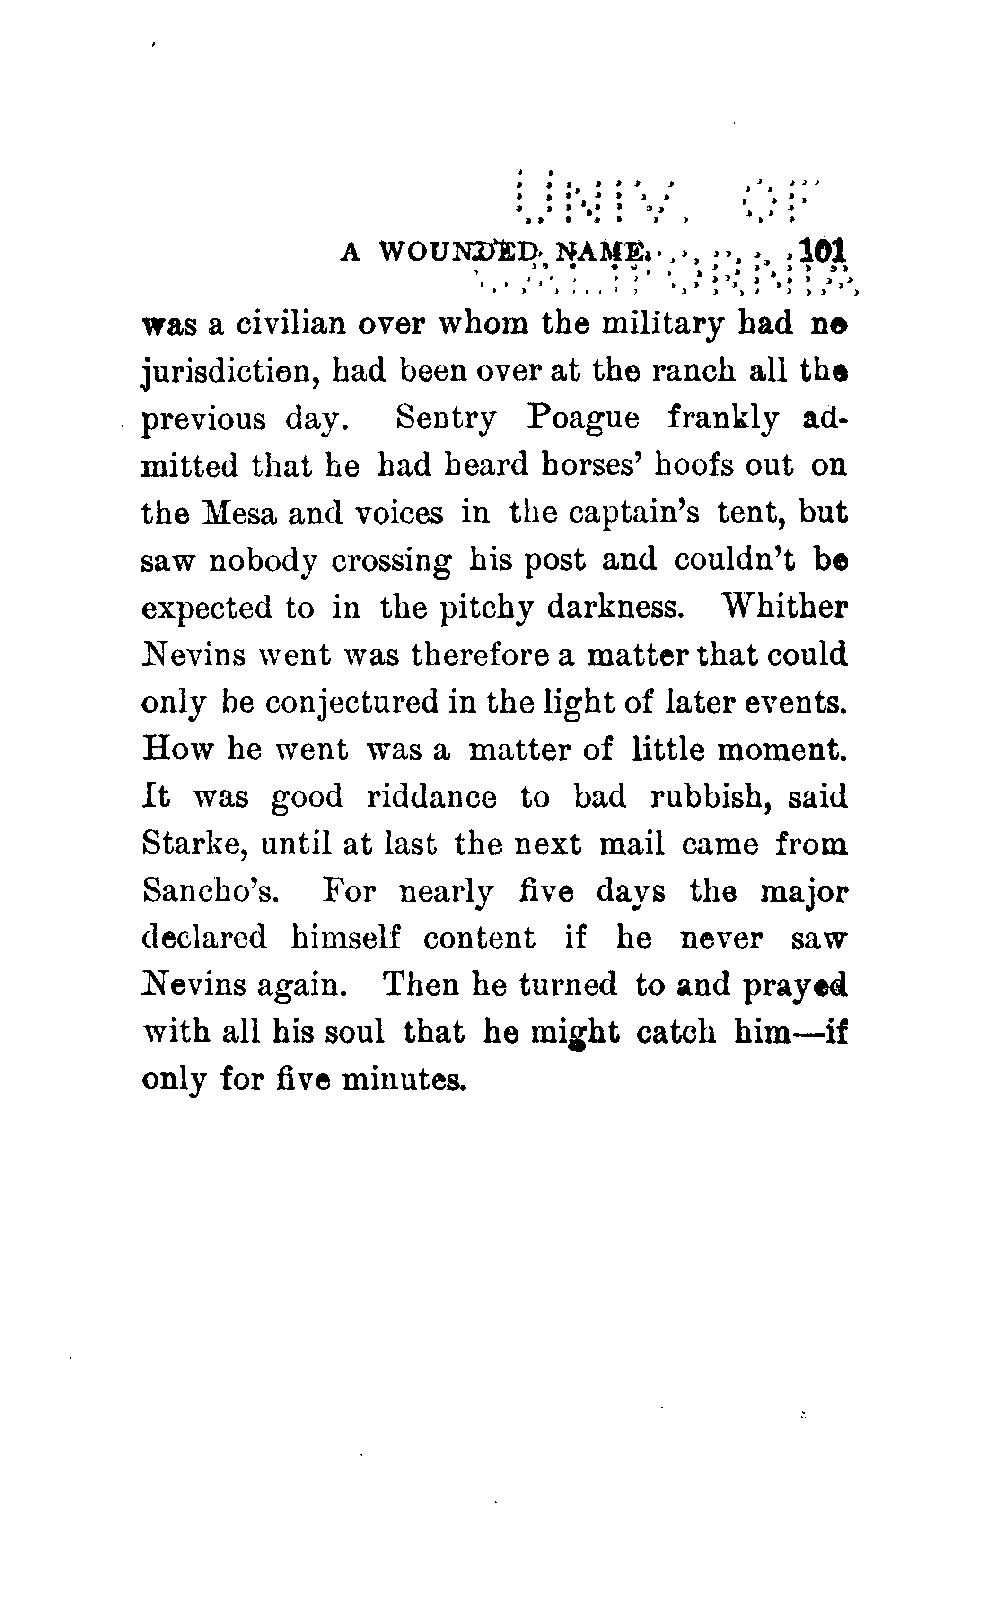 UNIV. OF
A WOUNDED NAME. 101
CALIFORNIA
was a civilian over whom the military had no
jurisdiction, had been over at the ranch all the
previous day. Sentry Poague frankly ad-
mitted that he had heard horses' hoofs out on
the Mesa and voices in the captain's tent, but
saw nobody crossing his post and couldn't be
expected to in the pitchy darkness. Whither
Nevins went was therefore a matter that could
only be conjectured in the light of later events.
How he went was a matter of little moment.
It was good riddance to bad rubbish, said
Starke, until at last the next mail came from
Sancho's. For nearly five days the major
declared himself content if he never saw
Nevins again. Then he turned to and prayed
with all his soul that he might catch him—if
only for five minutes.